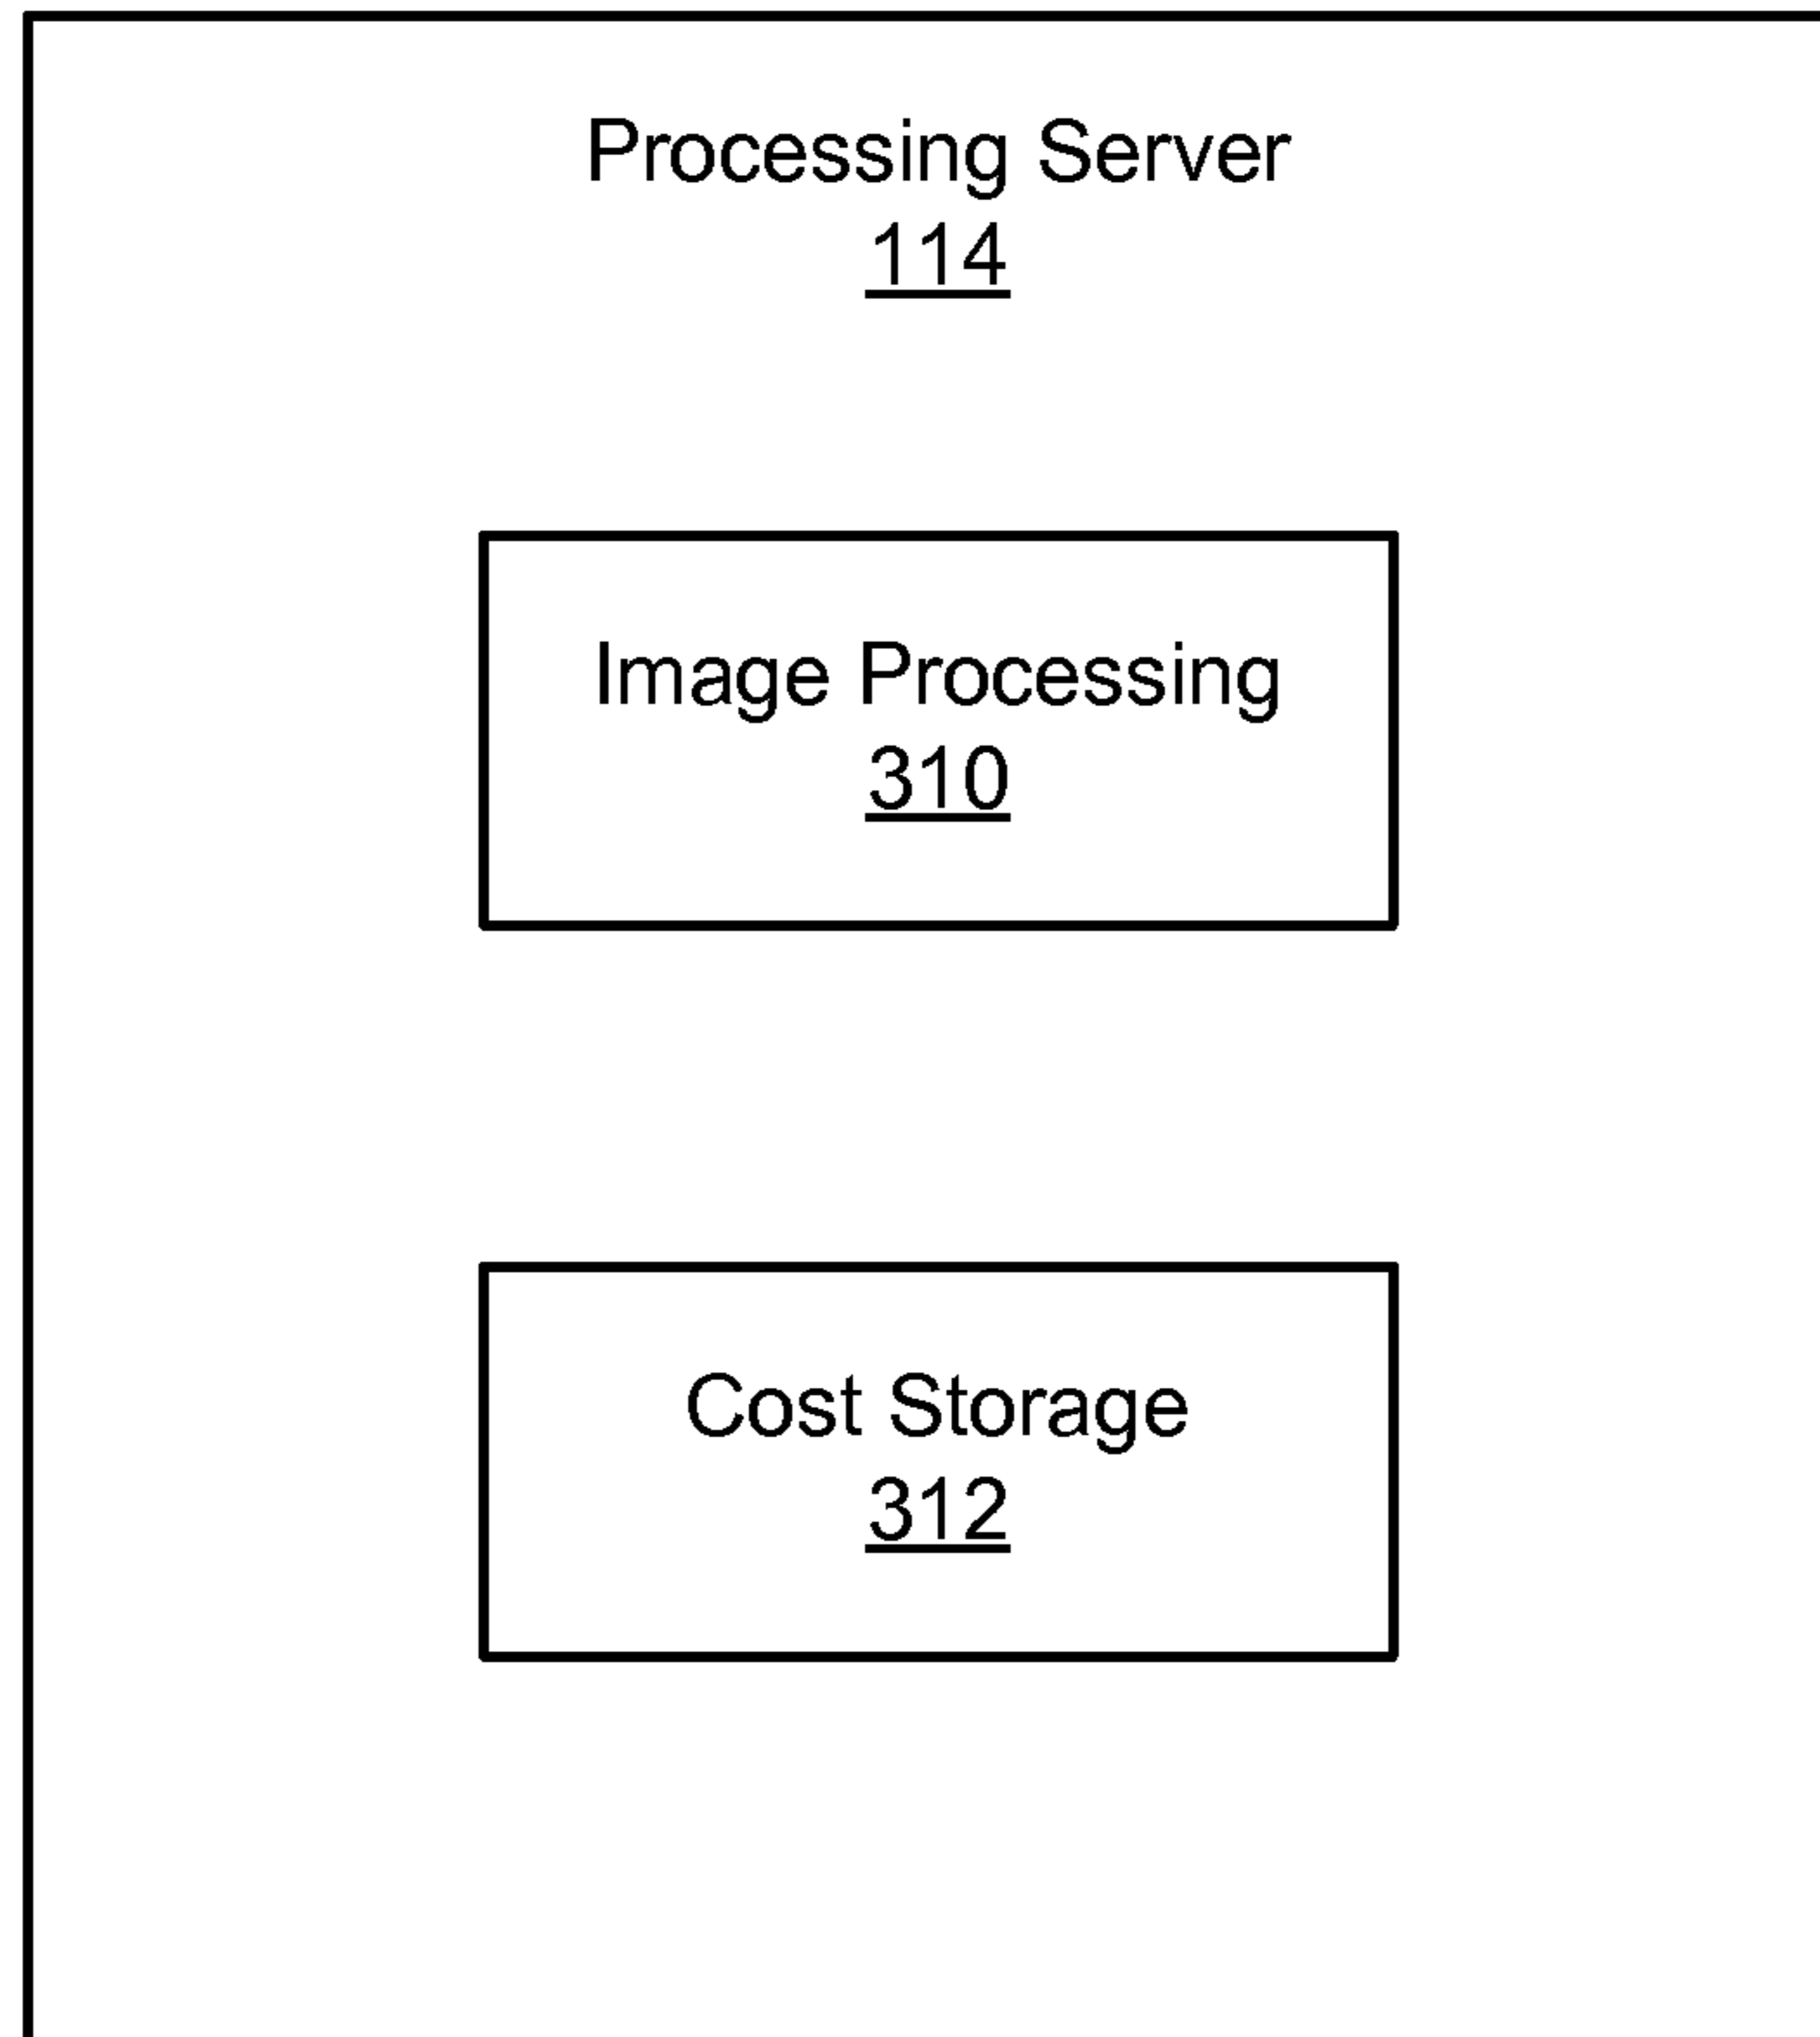 Processing Server
114
Image Processing
310
Cost Storage
312